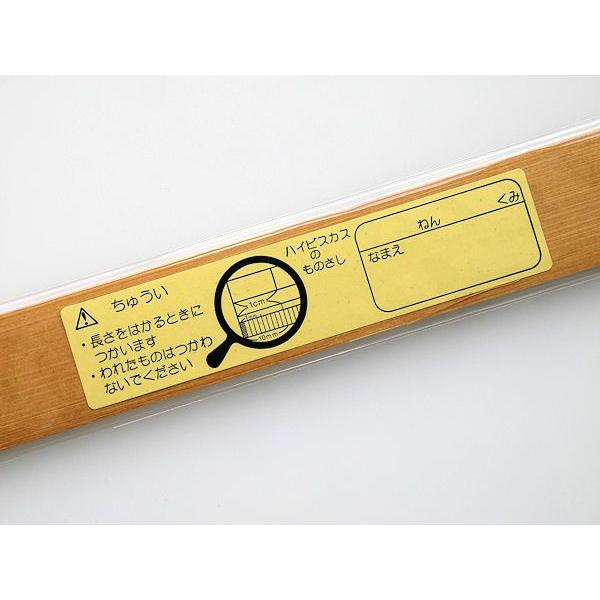 ちゅうい
・長さをはかるときに
つかいます
・われたものはつかわ
ないでください
1cm
10mm
ハイビスカス
の
ものさし
ねん くみ
なまえ